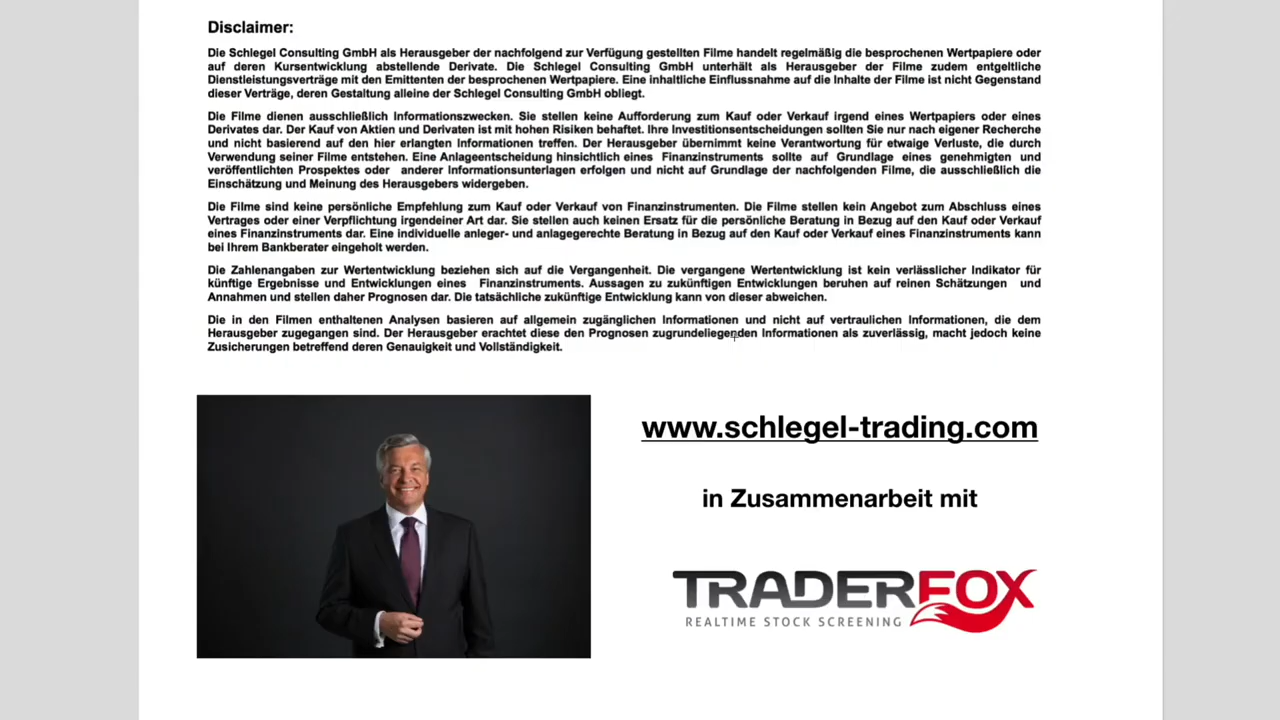 Disclaimer:
Die Schlegel Consulting GmbH als Herausgeber der nachfolgend zur Verfügung gestellten Filme handelt regelmäßig die besprochenen Wertpapiere oder
auf deren Kursentwicklung abstellende Derivate. Die Schlegel Consulting GmbH unterhält als Herausgeber der Filme zudem entgeltliche
Dienstleistungsverträge mit den Emittenten der besprochenen Wertpapiere. Eine inhaltliche Einflussnahme auf die Inhalte der Filme ist nicht Gegenstand
dieser Verträge, deren Gestaltung alleine der Schlegel Consulting GmbH obliegt.
Die Filme dienen ausschließlich Informationszwecken. Sie stellen keine Aufforderung zum Kauf oder Verkauf irgend eines Wertpapiers oder eines
Derivates dar. Der Kauf von Aktien und Derivaten ist mit hohen Risiken behaftet. Ihre Investitionsentscheidungen sollten Sie nur nach eigener Recherche
und nicht basierend auf den hier erlangten Informationen treffen. Der Herausgeber übernimmt keine Verantwortung für etwaige Verluste, die durch
Verwendung seiner Filme entstehen. Eine Anlageentscheidung hinsichtlich eines Finanzinstruments sollte auf Grundlage eines genehmigten und
veröffentlichten Prospektes oder anderer Informationsunterlagen erfolgen und nicht auf Grundlage der nachfolgenden Filme, die ausschließlich die
Einschätzung und Meinung des Herausgebers widergeben.
Die Filme sind keine persönliche Empfehlung zum Kauf oder Verkauf von Finanzinstrumenten. Die Filme stellen kein Angebot zum Abschluss eines
Vertrages oder einer Verpflichtung irgendeiner Art dar. Sie stellen auch keinen Ersatz für die persönliche Beratung in Bezug auf den Kauf oder Verkauf
eines Finanzinstruments dar. Eine individuelle anleger- und anlagegerechte Beratung in Bezug auf den Kauf oder Verkauf eines Finanzinstruments kann
bei Ihrem Bankberater eingeholt werden.
Die Zahlenangaben zur Wertentwicklung beziehen sich auf die Vergangenheit. Die vergangene Wertentwicklung ist kein verlässlicher Indikator für
künftige Ergebnisse und Entwicklungen eines Finanzinstruments. Aussagen zu zukünftigen Entwicklungen beruhen auf reinen Schätzungen und
Annahmen und stellen daher Prognosen dar. Die tatsächliche zukünftige Entwicklung kann von dieser abweichen.
Die in den Filmen enthaltenen Analysen basieren auf allgemein zugänglichen Informationen und nicht auf vertraulichen Informationen, die dem
Herausgeber zugegangen sind. Der Herausgeber erachtet diese den Prognosen zugrundeliegenden Informationen als zuverlässig, macht jedoch keine
Zusicherungen betreffend deren Genauigkeit und Vollständigkeit.
www.schlegel-trading.com
in Zusammenarbeit mit
TRADERFOX
REALTIME STOCK SCREENING